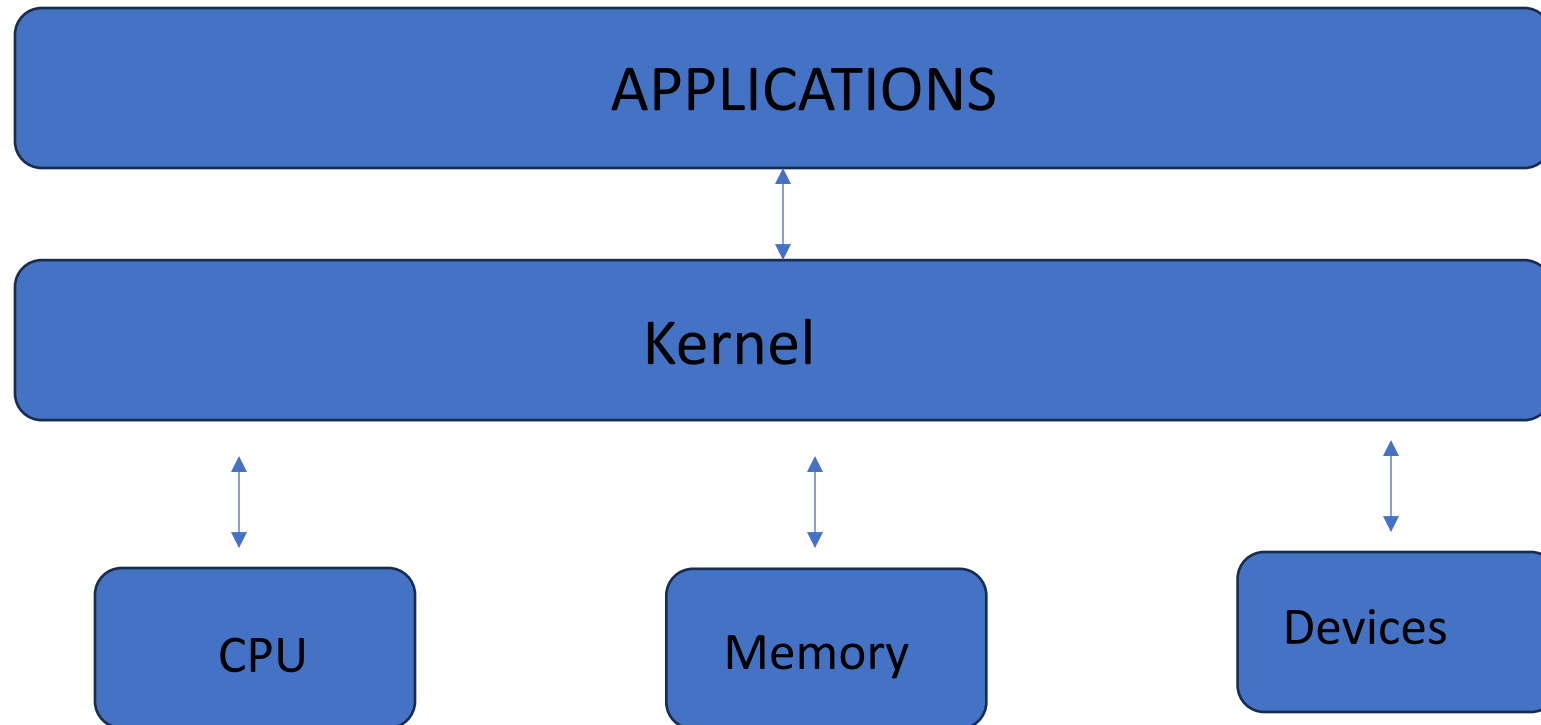 APPLICATIONS
Kernel
CPU
Memory
Devices